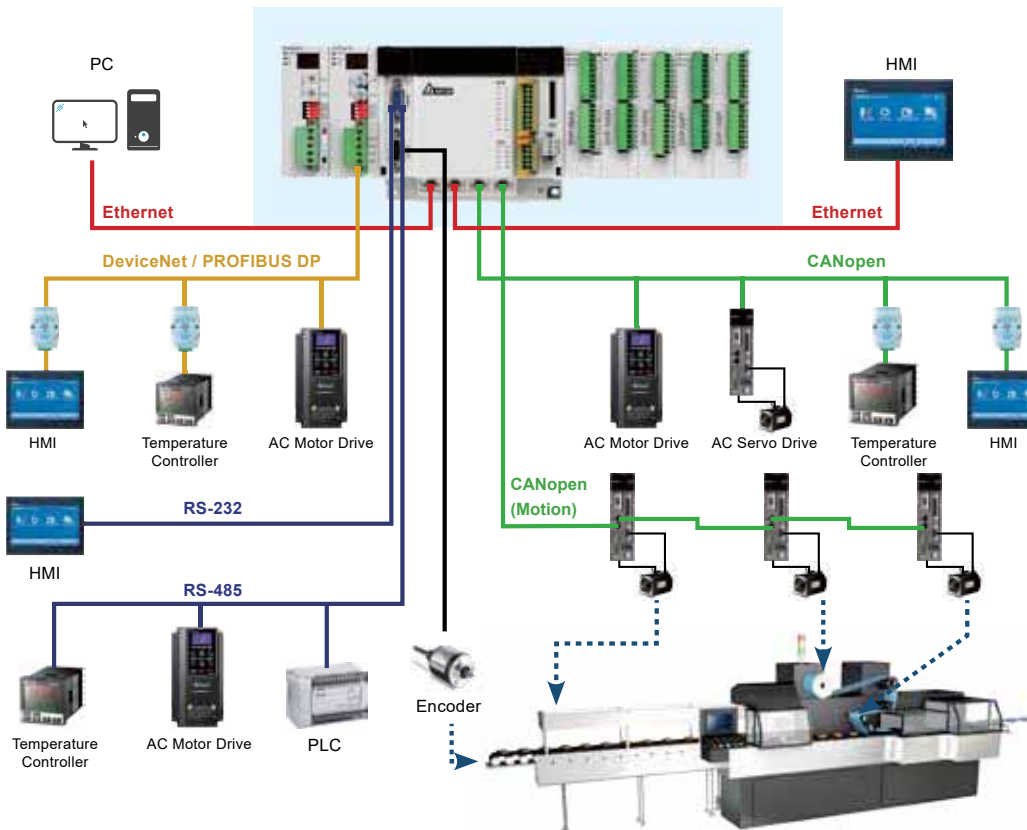 PC
HMI
Ethernet
Ethernet
DeviceNet / PROFIBUS DP
CANopen
HMI
Temperature
Controller
AC Motor Drive
AC Motor Drive
AC Servo Drive
Temperature
Controller
HMI
CANopen
(Motion)
RS-232
HMI
RS-485
Encoder
Temperature
Controller
AC Motor Drive
PLC